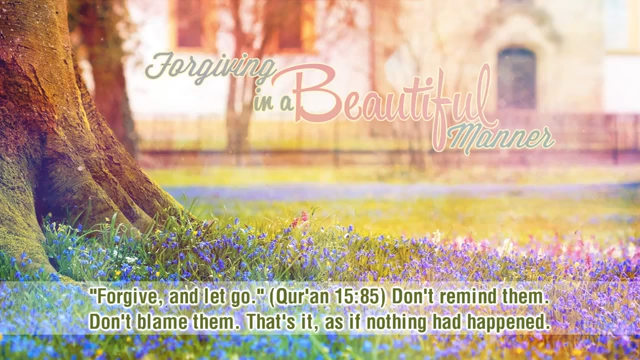 Forgiving
in a Beautiful
Manner
"Forgive, and let go." (Qur'an 15:85) Don't remind them.
Don't blame them. That's it, as if nothing had happened.